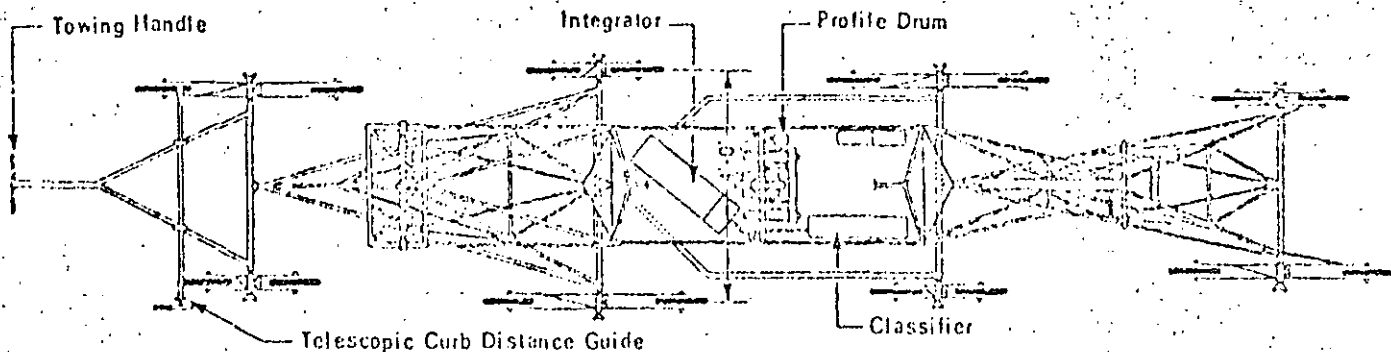 Towing Handle
Integrator
Profile Drum
Classifier
Telescopic Curb Distance Guide